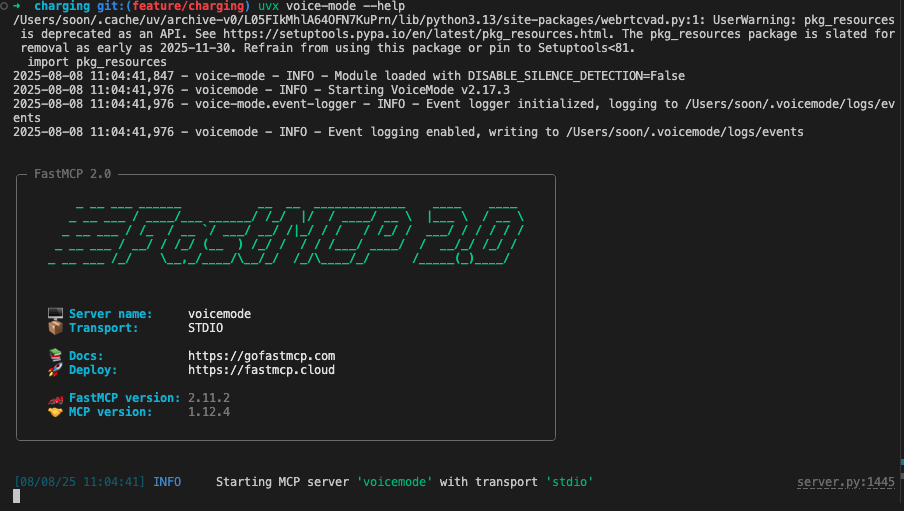 → charging git:(feature/charging) uvx voice-mode --help
/Users/soon/.cache/uv/archive-v0/L05FIkMhlA64OFN7KuPrn/lib/python3.13/site-packages/webrtcvad.py:1: UserWarning: pkg_resources
is deprecated as an API. See https://setuptools.pypa.io/en/latest/pkg_resources.html. The pkg_resources package is slated for
removal as early as 2025-11-30. Refrain from using this package or pin to Setuptools<81.
import pkg_resources
2025-08-08 11:04:41,847 - voice-mode - INFO - Module loaded with DISABLE_SILENCE_DETECTION=False
2025-08-08 11:04:41,976 - voicemode - INFO - Starting VoiceMode v2.17.3
2025-08-08 11:04:41,976 - voice-mode.event-logger - INFO - Event logger initialized, logging to /Users/soon/.voicemode/logs/ev
ents
2025-08-08 11:04:41,976 - voicemode - INFO - Event logging enabled, writing to /Users/soon/.voicemode/logs/events
FastMCP 2.0
FastMCP 2.0
Server name: voicemode
Transport: STDIO
Docs: https://gofastmcp.com
Deploy: https://fastmcp.cloud
FastMCP version: 2.11.2
MCP version: 1.12.4
[08/08/25 11:04:41] INFO Starting MCP server 'voicemode' with transport 'stdio' server.py:1445